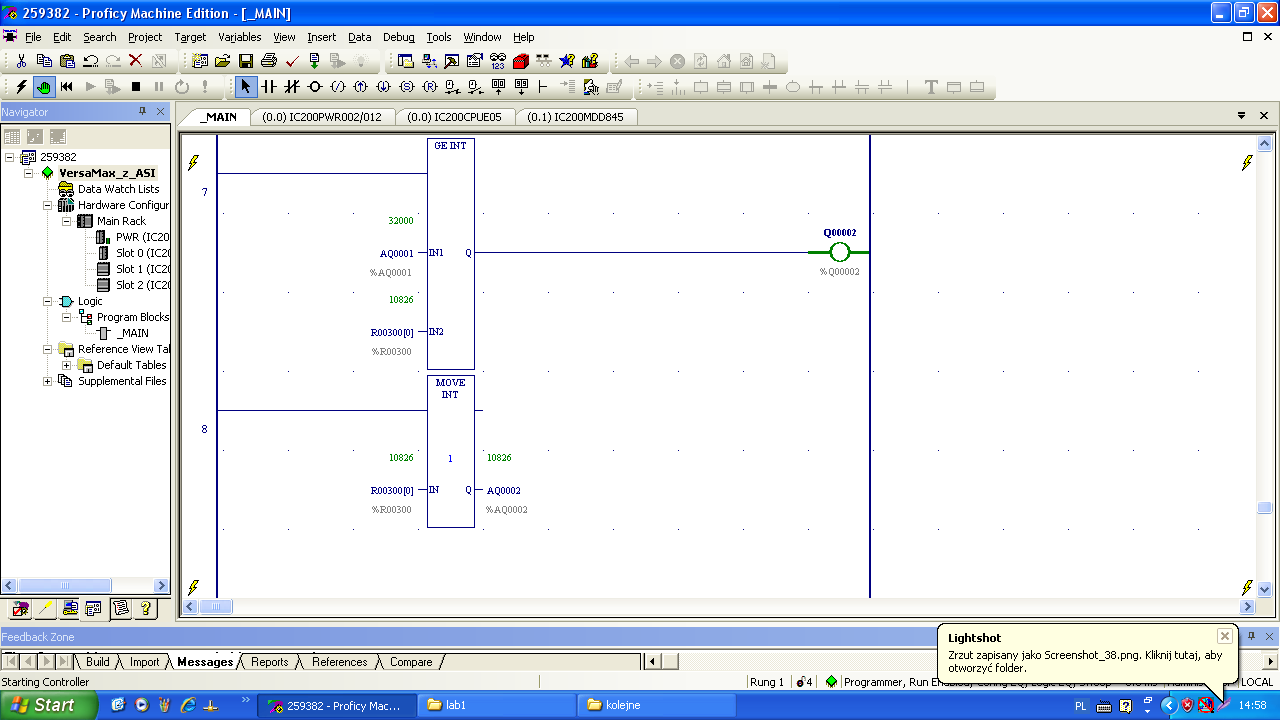 259382 - Proficy Machine Edition - [_MAIN]
File Edit Search Project Target Variables View Insert Data Debug Tools Window Help
Navigator
_MAIN (0.0) IC200PWR002/012 (0.0) IC200CPUE05 (0.1) IC200MDD845
259382
VersaMax_z_ASI
Data Watch Lists
Hardware Configur
Main Rack
PWR (IC20
Slot 0 (IC20
Slot 1 (IC20
Slot 2 (IC20
Logic
Program Blocks
_MAIN
Reference View Tal
Default Tables
Supplemental Files
GE INT
7
32000
Q00002
AQ0001 IN1 Q
%AQ0001
%Q00002
10826
R00300[0] IN2
%R00300
MOVE
INT
8
10826 1 10826
R00300[0] IN Q AQ0002
%R00300 %AQ0002
Feedback Zone
Build Import Messages Reports References Compare
Lightshot
Zrzut zapisany jako Screenshot_38.png. Kliknij tutaj, aby
otworzyć folder.
Starting Controller
Rung 1 4 Programmer, Run Enabled, Config EQ, Logic EQ, Sweep LOCAL
Start 259382 - Proficy Mac... lab1 kolejne PL 14:58